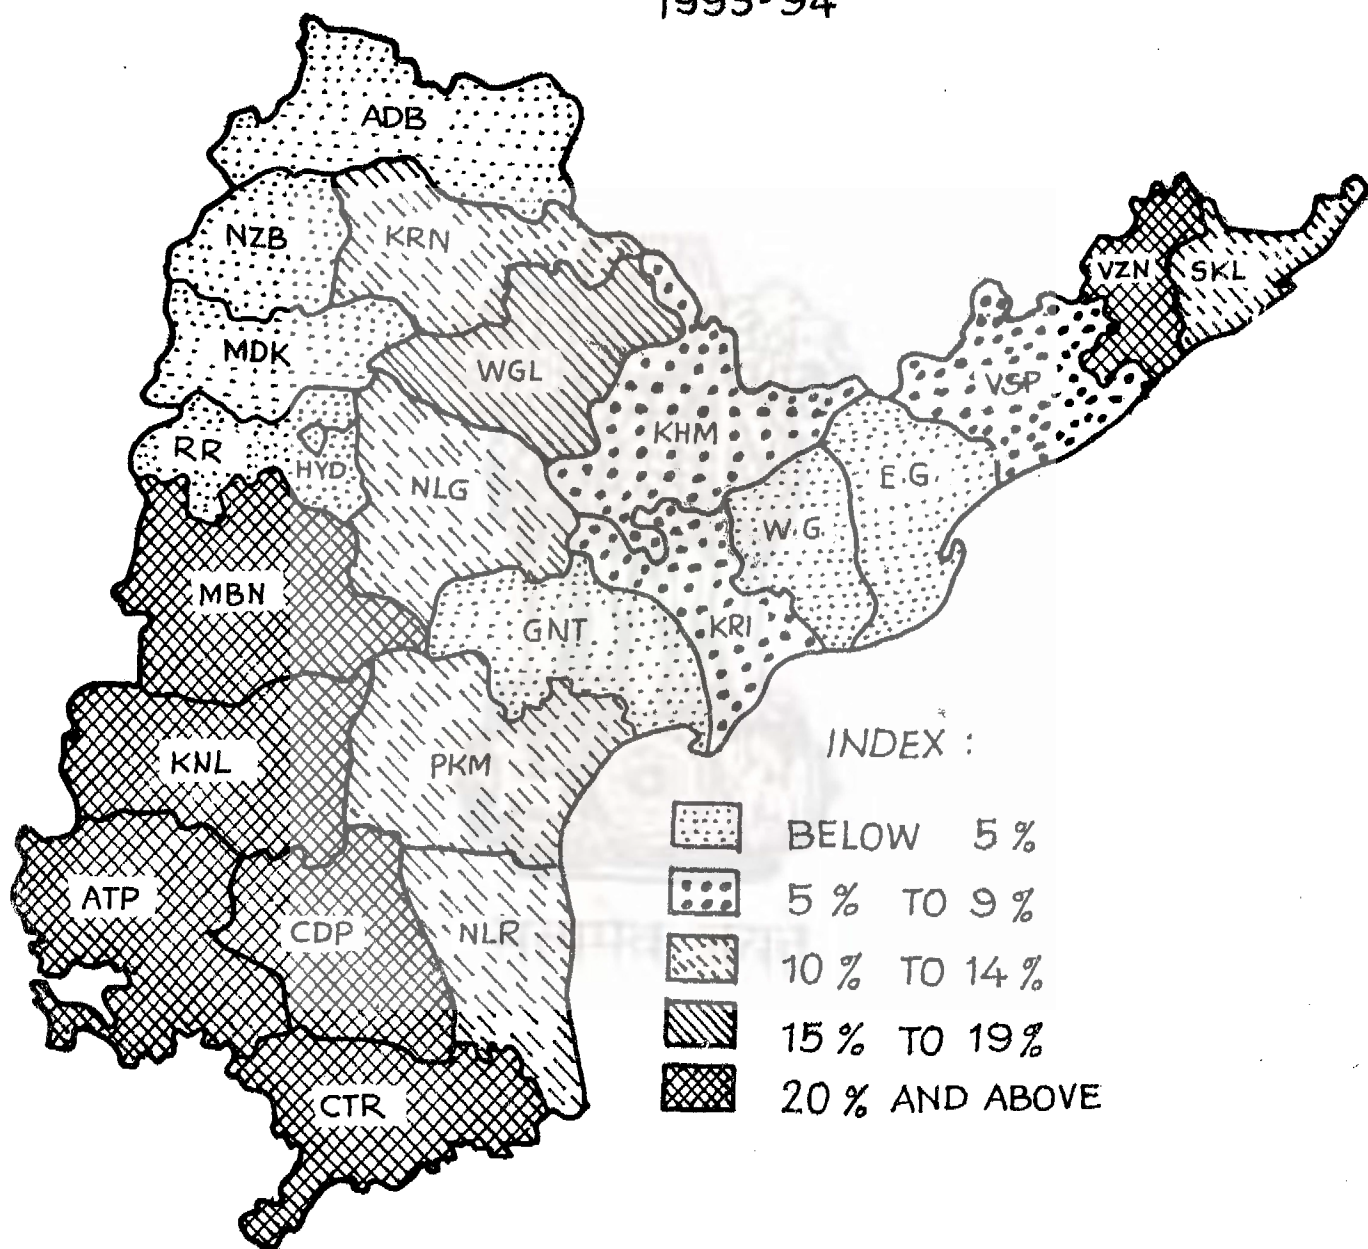 1993-94
ADB
NZB
KRN
VZN
SKL
MDK
WGL
VSP
RR
HYD
KHM
NLG
E.G.
W.G.
MBN
GNT
KRI
KNL
PKM
ATP
CDP
NLR
CTR
INDEX :
BELOW 5 %
5 % TO 9 %
10 % TO 14 %
15 % TO 19 %
20 % AND ABOVE